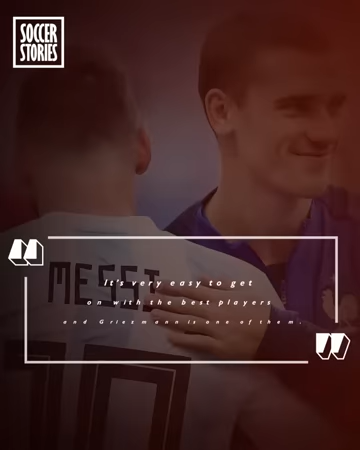 SOCCER
STORIES
MESSI
10
It's very easy to get
on with the best players
and Griezmann is one of them.